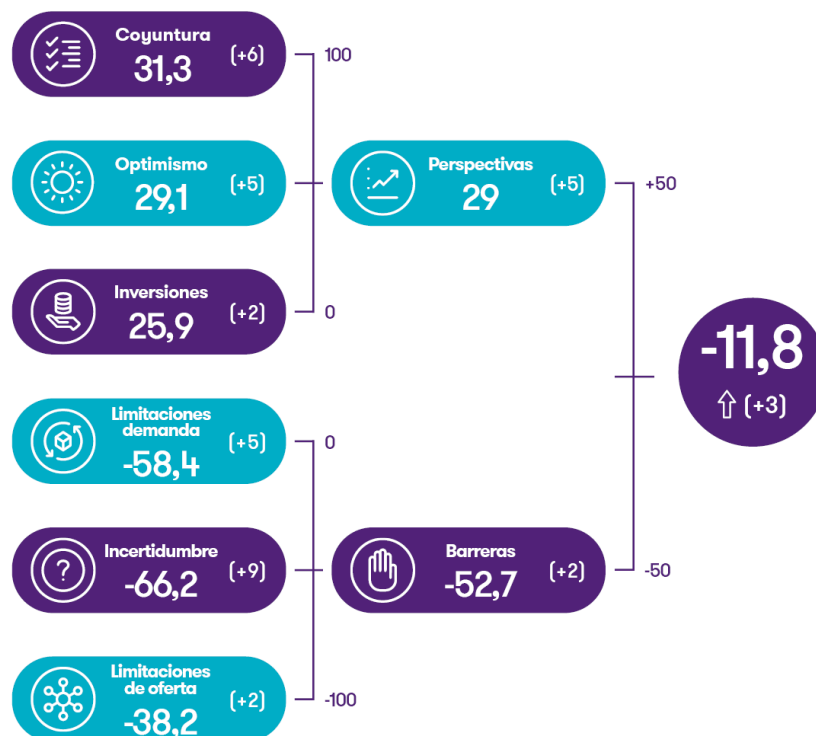 Coyuntura
31,3
(+6)
100
Optimismo
29,1
(+5)
Perspectivas
29
(+5)
+50
Inversiones
25,9
(+2)
0
-11,8
(+3)
Limitaciones
demanda
-58,4
(+5)
0
Incertidumbre
?
-66,2
(+9)
Barreras
-52,7
(+2)
-50
Limitaciones
de oferta
-38,2
(+2)
-100